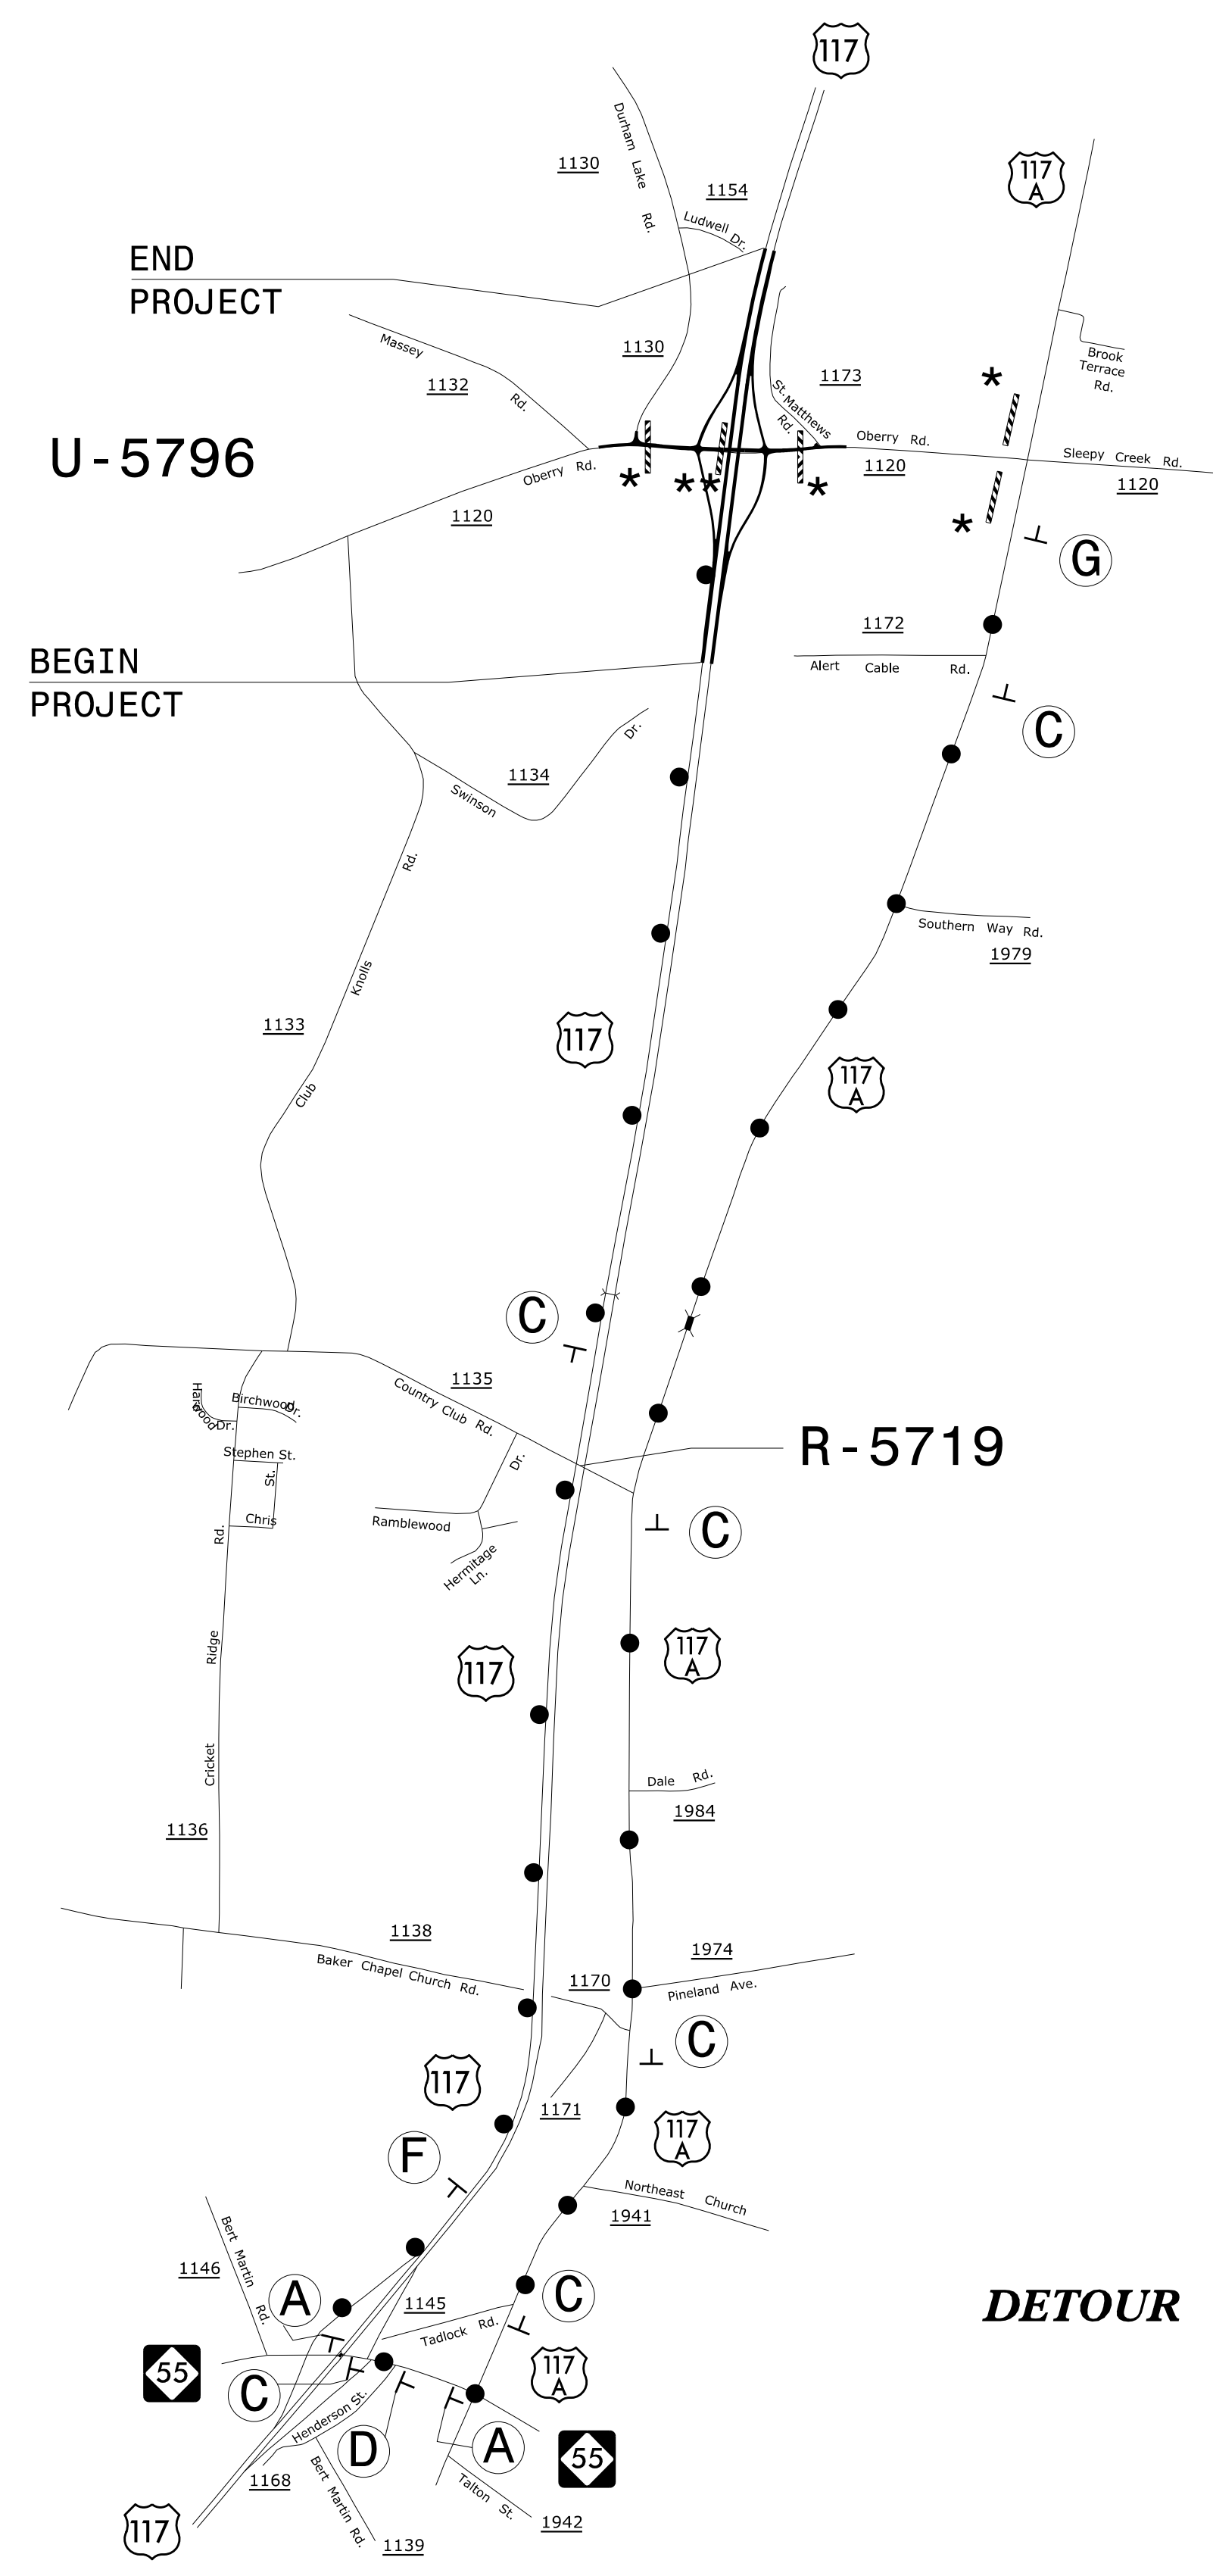 117
117
A
Durham Lake Rd.
1130
1154
Ludwell Dr.
END
PROJECT
1130
Massey Rd.
1132
1173
St. Matthews Rd.
Brook
Terrace
Rd.
*
U-5796
Oberry Rd.
1120
Oberry Rd.
1120
Sleepy Creek Rd.
1120
*
**
*
*
G
1172
Alert Cable Rd.
BEGIN
PROJECT
C
1134
Swinson Dr.
Southern Way Rd.
1979
1133
Club Knolls Rd.
117
117
A
C
1135
Country Club Rd.
Harwood Dr.
Birchwood Dr.
Stephen St.
Chris St.
R-5719
Ramblewood Dr.
Hermitage
Ln.
C
117
117
A
Cricket Ridge Rd.
1136
Dale Rd.
1984
1138
Baker Chapel Church Rd.
1974
Pineland Ave.
1170
C
117
1171
117
A
F
Northeast Church
1941
Bert Martin Rd.
1146
A
1145
Tadlock Rd.
C
DETOUR
55
C
117
A
Henderson St.
D
A
55
1168
Bert Martin Rd.
1139
Talton St.
1942
117